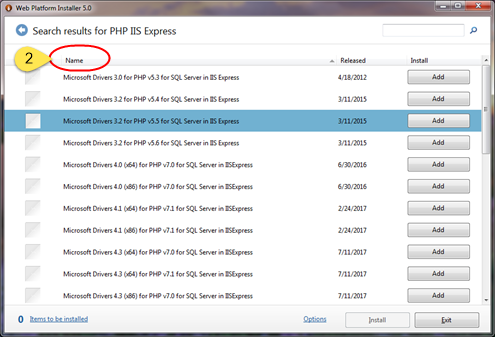 Web Platform Installer 5.0
Search results for PHP IIS Express
2
Name Released Install
Microsoft Drivers 3.0 for PHP v5.3 for SQL Server in IIS Express 4/18/2012 Add
Microsoft Drivers 3.2 for PHP v5.4 for SQL Server in IIS Express 3/11/2015 Add
Microsoft Drivers 3.2 for PHP v5.5 for SQL Server in IIS Express 3/11/2015 Add
Microsoft Drivers 3.2 for PHP v5.6 for SQL Server in IIS Express 3/11/2015 Add
Microsoft Drivers 4.0 (x64) for PHP v7.0 for SQL Server in IISExpress 6/30/2016 Add
Microsoft Drivers 4.0 (x86) for PHP v7.0 for SQL Server in IISExpress 6/30/2016 Add
Microsoft Drivers 4.1 (x64) for PHP v7.1 for SQL Server in IISExpress 2/24/2017 Add
Microsoft Drivers 4.1 (x86) for PHP v7.1 for SQL Server in IISExpress 2/24/2017 Add
Microsoft Drivers 4.3 (x64) for PHP v7.0 for SQL Server in IISExpress 7/11/2017 Add
Microsoft Drivers 4.3 (x64) for PHP v7.1 for SQL Server in IISExpress 7/11/2017 Add
Microsoft Drivers 4.3 (x86) for PHP v7.0 for SQL Server in IISExpress 7/11/2017 Add
0 Items to be installed Options Install Exit